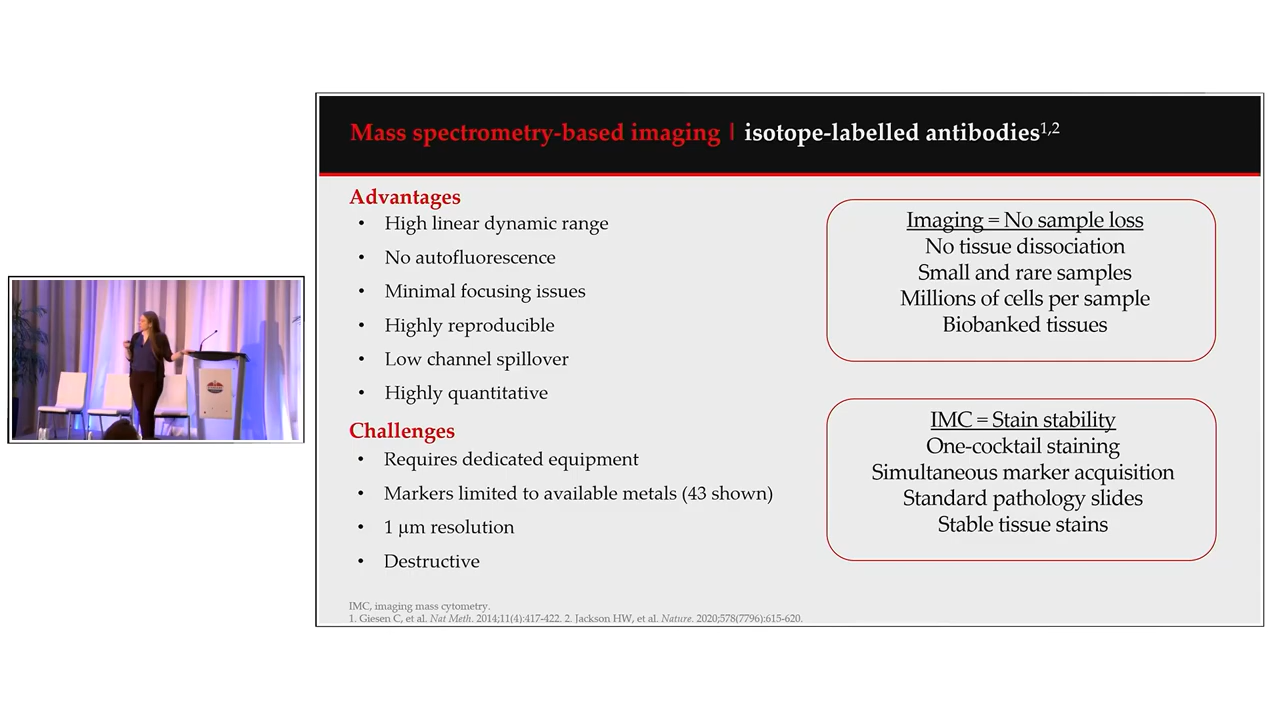 Mass spectrometry-based imaging | isotope-labelled antibodies1,2
Advantages
• High linear dynamic range
• No autofluorescence
• Minimal focusing issues
• Highly reproducible
• Low channel spillover
• Highly quantitative
Challenges
• Requires dedicated equipment
• Markers limited to available metals (43 shown)
• 1 µm resolution
• Destructive
Imaging = No sample loss
No tissue dissociation
Small and rare samples
Millions of cells per sample
Biobanked tissues
IMC = Stain stability
One-cocktail staining
Simultaneous marker acquisition
Standard pathology slides
Stable tissue stains
IMC, imaging mass cytometry.
1. Giesen C, et al. Nat Meth. 2014;11(4):417-422. 2. Jackson HW, et al. Nature. 2020;578(7796):615-620.